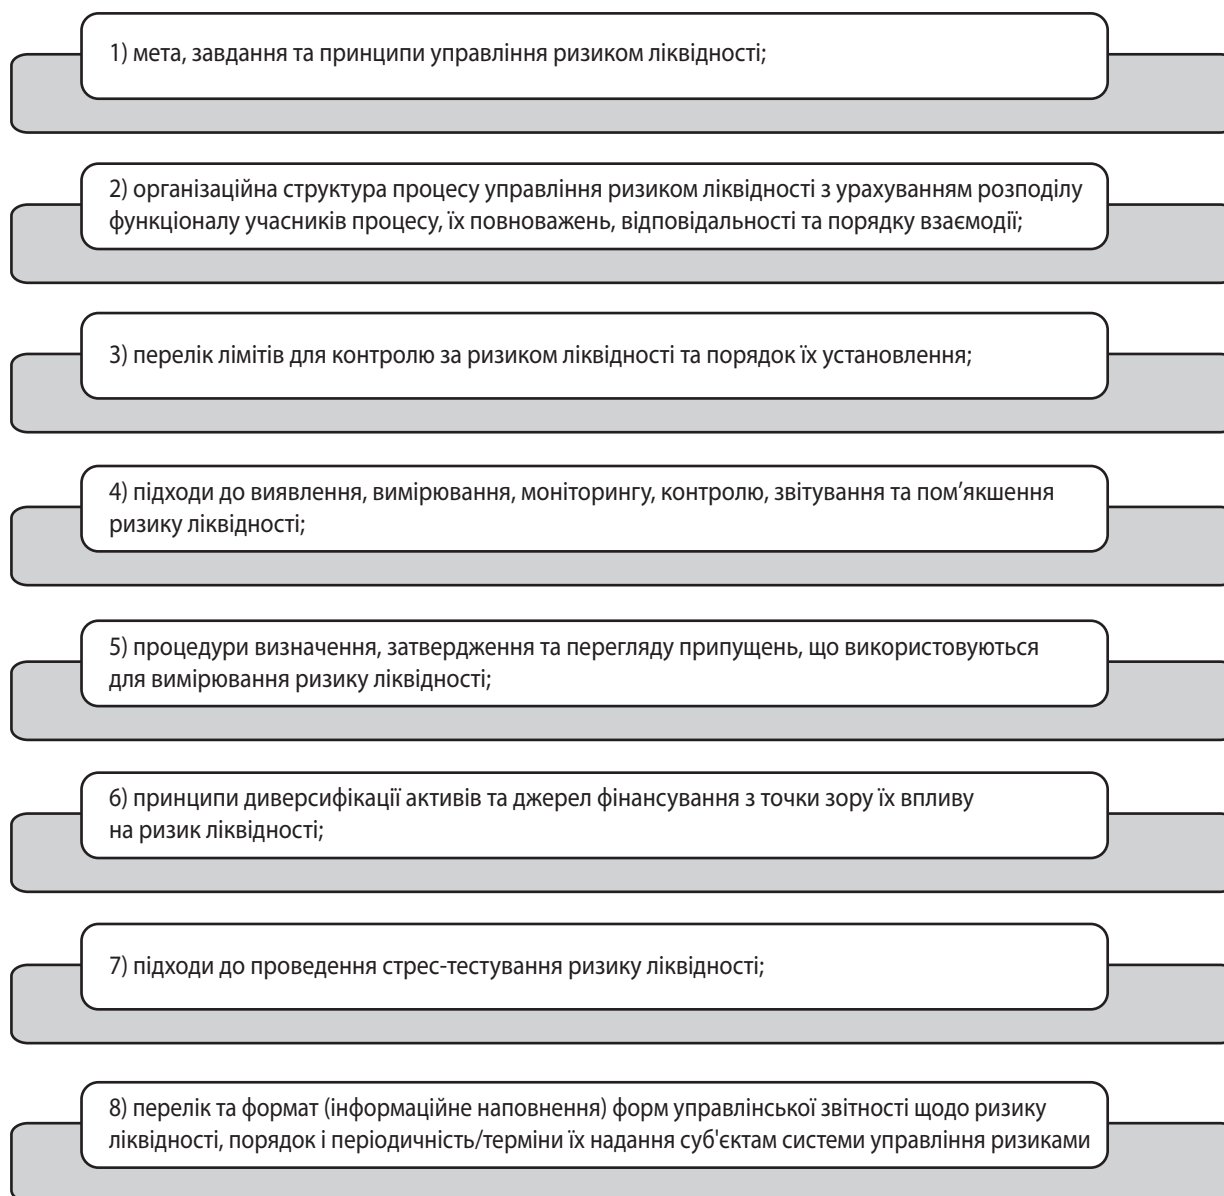 1) мета, завдання та принципи управління ризиком ліквідності;
2) організаційна структура процесу управління ризиком ліквідності з урахуванням розподілу
функціоналу учасників процесу, їх повноважень, відповідальності та порядку взаємодії;
3) перелік лімітів для контролю за ризиком ліквідності та порядок їх установлення;
4) підходи до виявлення, вимірювання, моніторингу, контролю, звітування та пом’якшення
ризику ліквідності;
5) процедури визначення, затвердження та перегляду припущень, що використовуються
для вимірювання ризику ліквідності;
6) принципи диверсифікації активів та джерел фінансування з точки зору їх впливу
на ризик ліквідності;
7) підходи до проведення стрес-тестування ризику ліквідності;
8) перелік та формат (інформаційне наповнення) форм управлінської звітності щодо ризику
ліквідності, порядок і періодичність/терміни їх надання суб'єктам системи управління ризиками